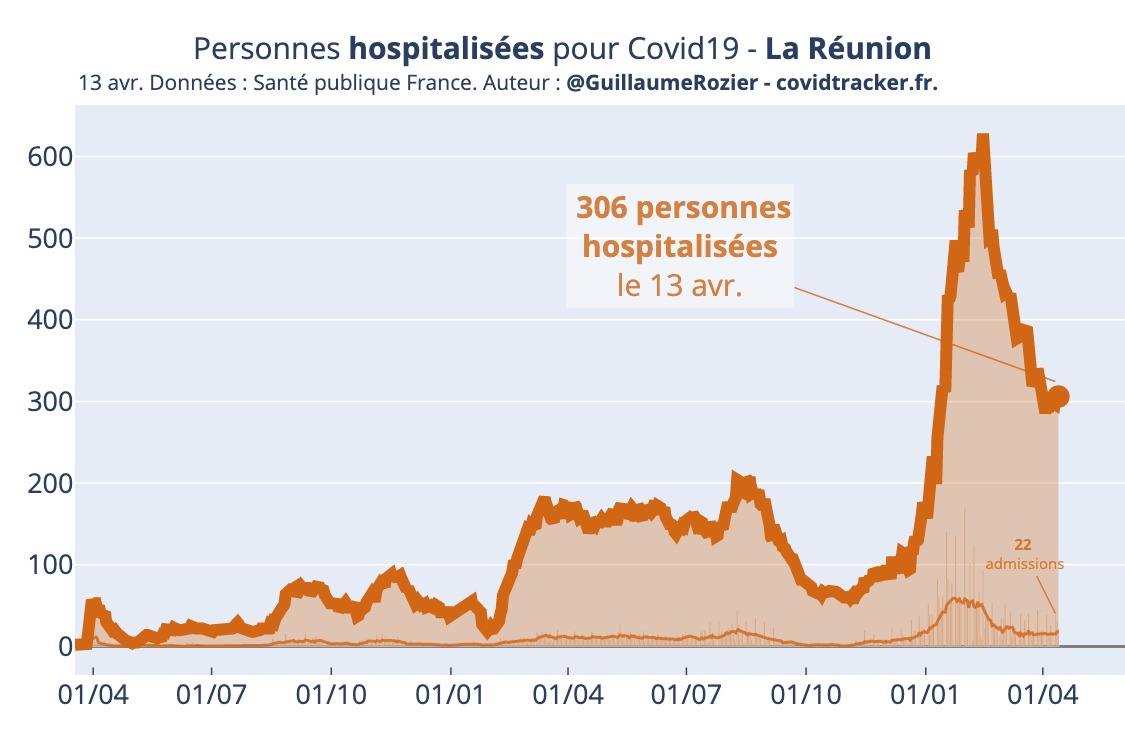 Personnes hospitalisées pour Covid19 - La Réunion
13 avr. Données : Santé publique France. Auteur : @GuillaumeRozier - covidtracker.fr.
600
306 personnes
hospitalisées
le 13 avr.
500
400
300
200
100
22
admissions
0
01/04 01/07 01/10 01/01 01/04 01/07 01/10 01/01 01/04